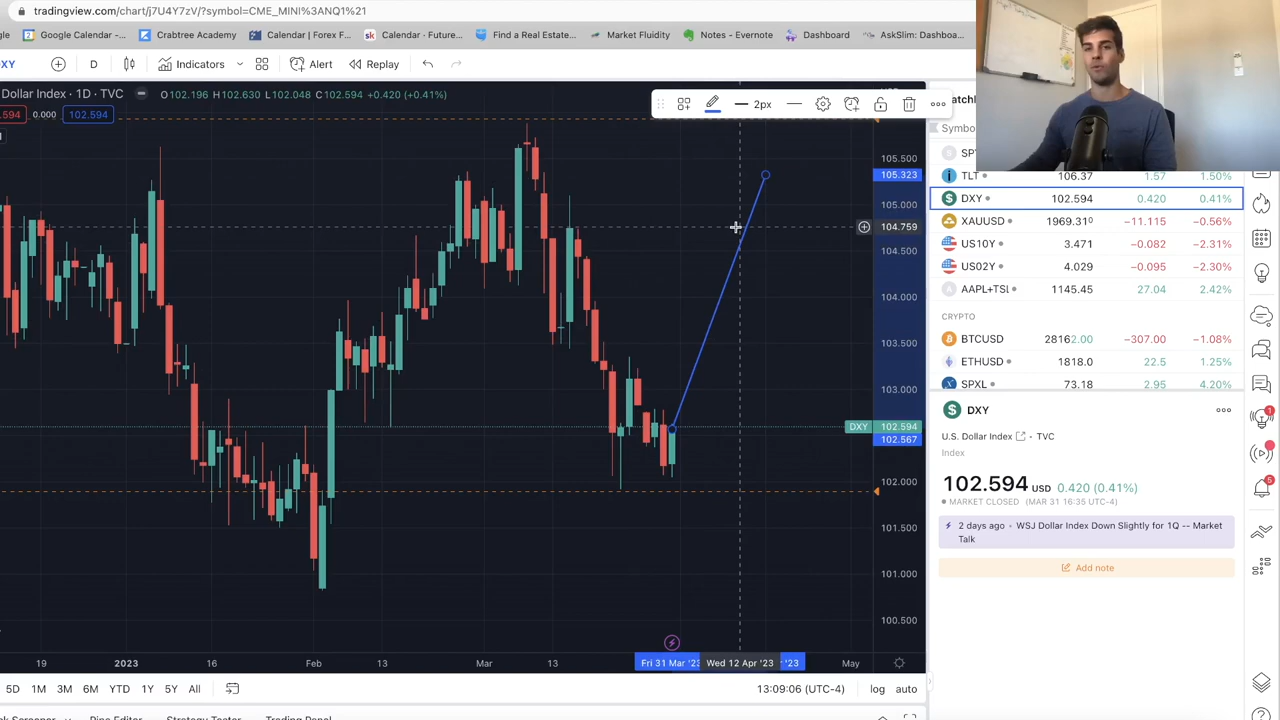 tradingview.com/chart/j7U4Y7zV/?symbol=CME_MINI%3ANQ1%21
gle Google Calendar -... Crabtree Academy Calendar | Forex F... Calendar : Future... Find a Real Estate... Market Fluidity Notes - Evernote Dashboard AskSlim: Dashboa...
XY D Indicators Alert Replay
Dollar Index · 1D · TVC O102.196 H102.630 L102.048 C102.594 +0.420 (+0.41%)
.594 0.000 102.594
2px
105.500
105.323
105.000
104.759
104.500
104.000
103.500
103.000
DXY 102.594
102.567
102.000
101.500
101.000
100.500
19 2023 16 Feb 13 Mar 13 Fri 31 Mar '23 Wed 12 Apr '23 '23 May
5D 1M 3M 6M YTD 1Y 5Y All 13:09:06 (UTC-4) log auto
Pine Editor Strategy Tester Trading Panel
atchl
Symbo
SP
TLT 106.37 1.57 1.50%
DXY 102.594 0.420 0.41%
XAUUSD 1969.310 −11.115 −0.56%
US10Y 3.471 −0.082 −2.31%
US02Y 4.029 −0.095 −2.30%
AAPL+TSL 1145.45 27.04 2.42%
CRYPTO
BTCUSD 28162.00 −307.00 −1.08%
ETHUSD 1818.0 22.5 1.25%
SPXL 73.18 2.95 4.20%
DXY
U.S. Dollar Index · TVC
Index
102.594 USD 0.420 (0.41%)
MARKET CLOSED (MAR 31 16:35 UTC-4)
2 days ago · WSJ Dollar Index Down Slightly for 1Q -- Market
Talk
Add note
1
5